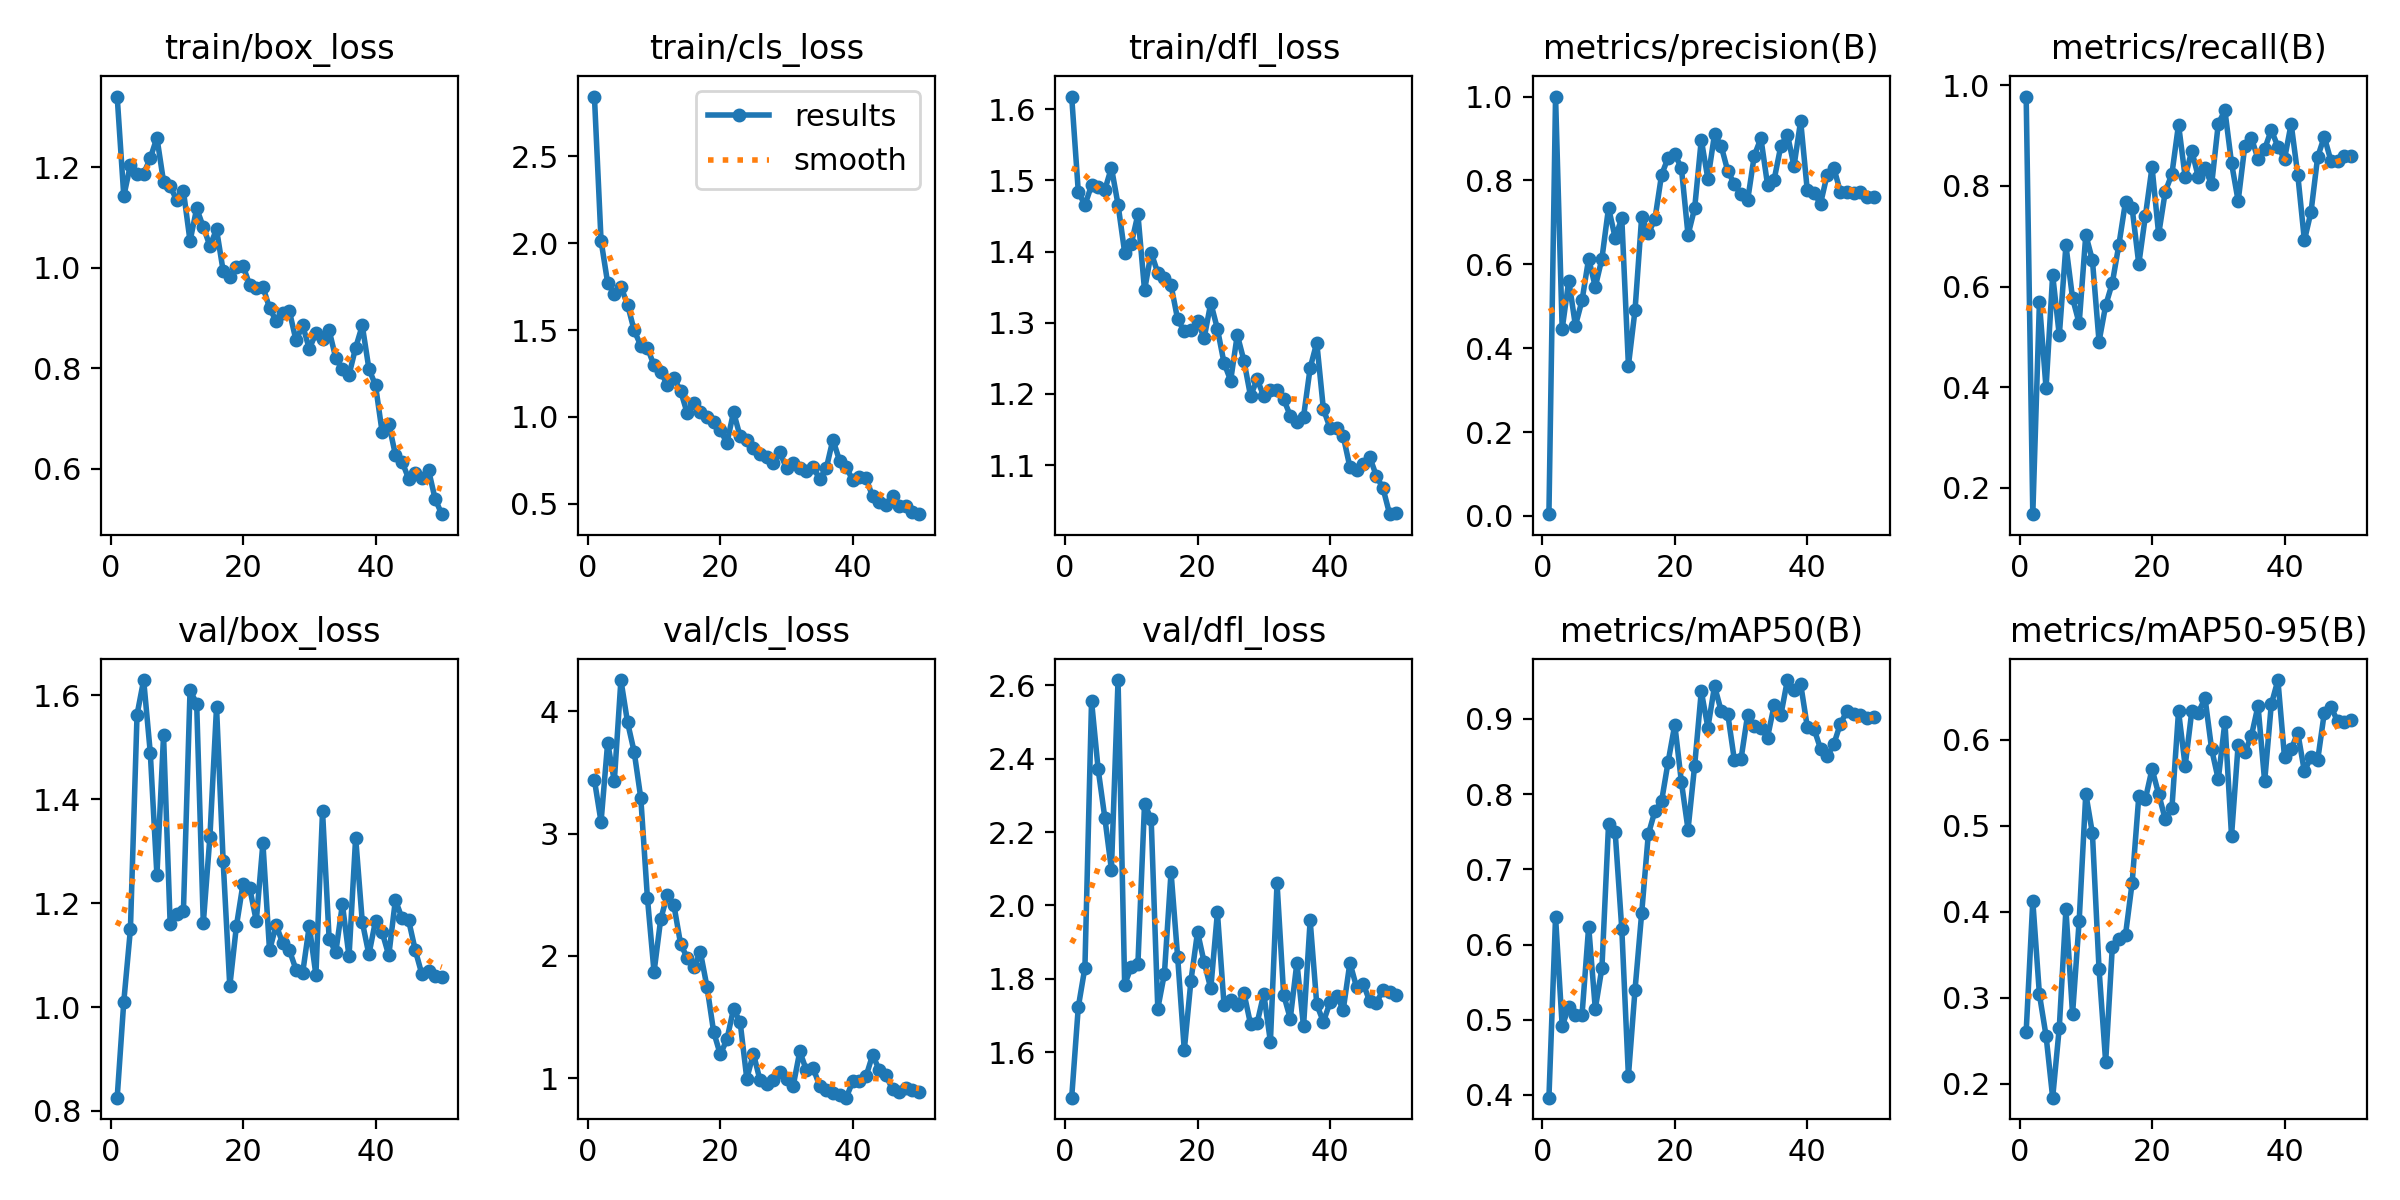 train/box_loss
1.2
1.0
0.8
0.6
0 20 40
train/cls_loss
results
smooth
2.5
2.0
1.5
1.0
0.5
0 20 40
train/dfl_loss
1.6
1.5
1.4
1.3
1.2
1.1
0 20 40
metrics/precision(B)
1.0
0.8
0.6
0.4
0.2
0.0
0 20 40
metrics/recall(B)
1.0
0.8
0.6
0.4
0.2
0 20 40
val/box_loss
1.6
1.4
1.2
1.0
0.8
0 20 40
val/cls_loss
4
3
2
1
0 20 40
val/dfl_loss
2.6
2.4
2.2
2.0
1.8
1.6
0 20 40
metrics/mAP50(B)
0.9
0.8
0.7
0.6
0.5
0.4
0 20 40
metrics/mAP50-95(B)
0.6
0.5
0.4
0.3
0.2
0 20 40